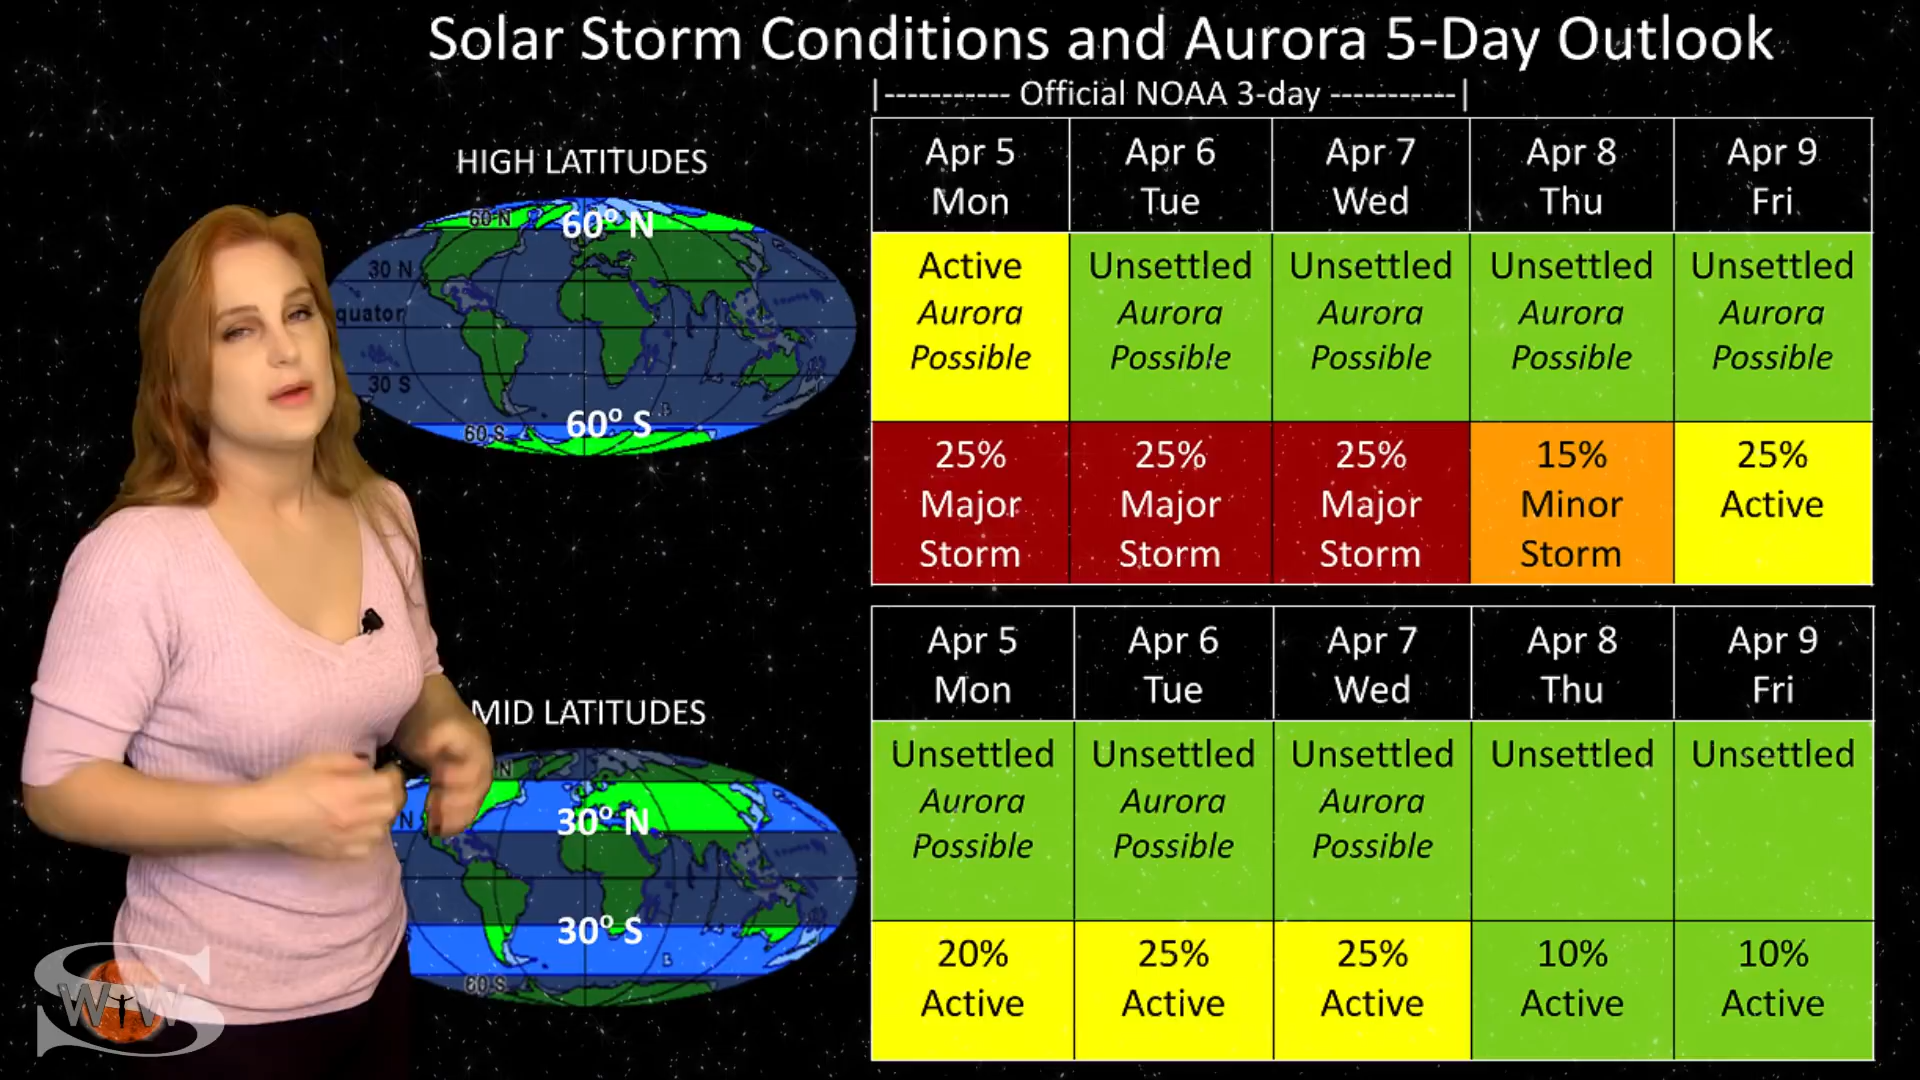 Solar Storm Conditions and Aurora 5-Day Outlook
|----------- Official NOAA 3-day -----------|
HIGH LATITUDES
60 N
60º N
30 N
quator
30 S
60 S
60º S
Apr 5 Apr 6 Apr 7 Apr 8 Apr 9
Mon Tue Wed Thu Fri
Active Unsettled Unsettled Unsettled Unsettled
Aurora Aurora Aurora Aurora Aurora
Possible Possible Possible Possible Possible
25% 25% 25% 15% 25%
Major Major Major Minor Active
Storm Storm Storm Storm
MID LATITUDES
N
30º N
N
30º S
60 S
Apr 5 Apr 6 Apr 7 Apr 8 Apr 9
Mon Tue Wed Thu Fri
Unsettled Unsettled Unsettled Unsettled Unsettled
Aurora Aurora Aurora
Possible Possible Possible
20% 25% 25% 10% 10%
Active Active Active Active Active
S
WTW